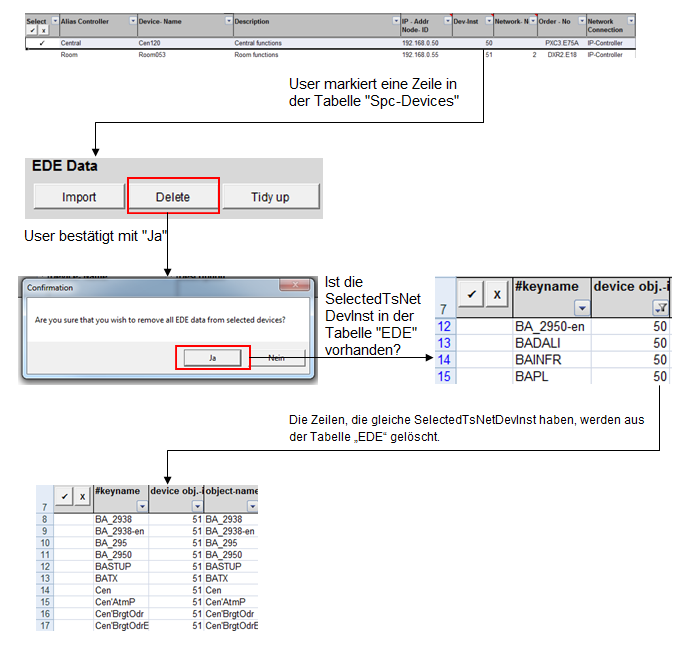 Select Alias Controller Device- Name Description IP - Addr Dev-Inst Network- N Order - No Network
✓ x Node- ID Connection
✓ Central Cen120 Central functions 192.168.0.50 50 PXC3.E75A IP-Controller
Room Room053 Room functions 192.168.0.55 51 2 DXR2.E18 IP-Controller
User markiert eine Zeile in
der Tabelle "Spc-Devices"
EDE Data
Import Delete Tidy up
User bestätigt mit "Ja"
Confirmation
Are you sure that you wish to remove all EDE data from selected devices?
Ja Nein
Ist die
SelectedTsNet
DevInst in der
Tabelle "EDE"
vorhanden?
✓ X #keyname device obj.-i
7
12 BA_2950-en 50
13 BADALI 50
14 BAINFR 50
15 BAPL 50
Die Zeilen, die gleiche SelectedTsNetDevInst haben, werden aus
der Tabelle „EDE“ gelöscht.
✓ X #keyname device obj.-i object-name
7
8 BA_2938 51 BA_2938
9 BA_2938-en 51 BA_2938-en
10 BA_295 51 BA_295
11 BA_2950 51 BA_2950
12 BASTUP 51 BASTUP
13 BATX 51 BATX
14 Cen 51 Cen
15 Cen'AtmP 51 Cen'AtmP
16 Cen'BrgtOdr 51 Cen'BrgtOdr
17 Cen'BrgtOdrE 51 Cen'BrgtOdrE